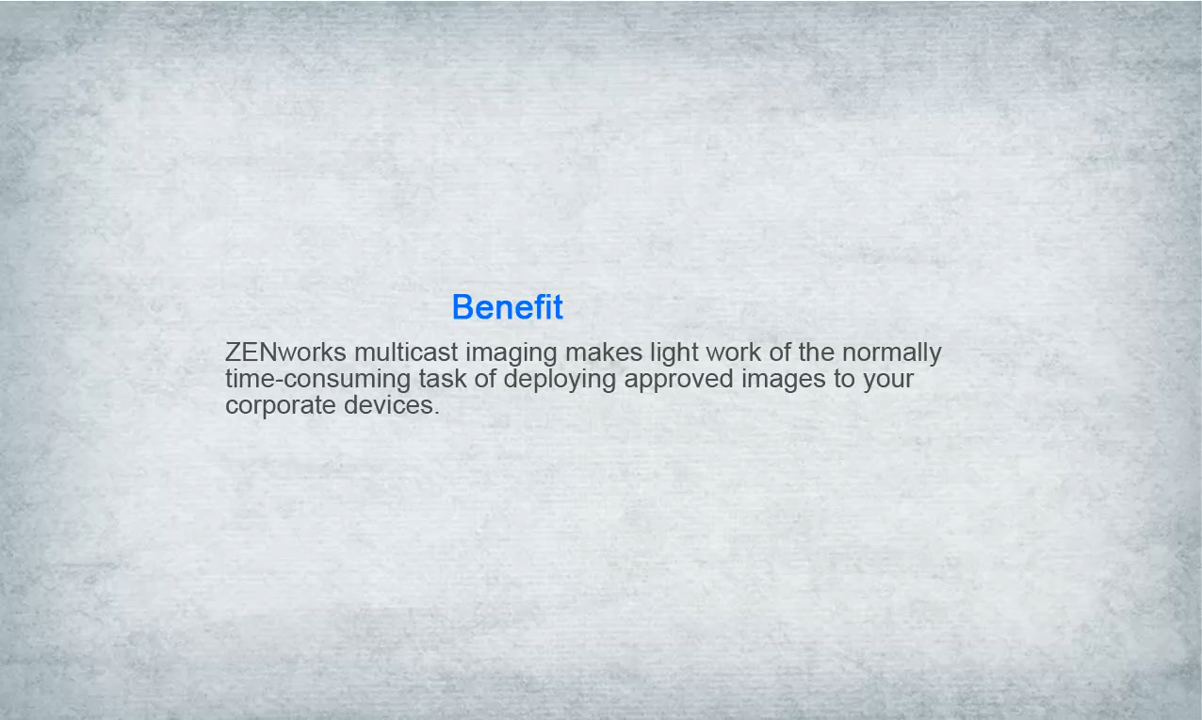 Benefit
ZENworks multicast imaging makes light work of the normally
time-consuming task of deploying approved images to your
corporate devices.